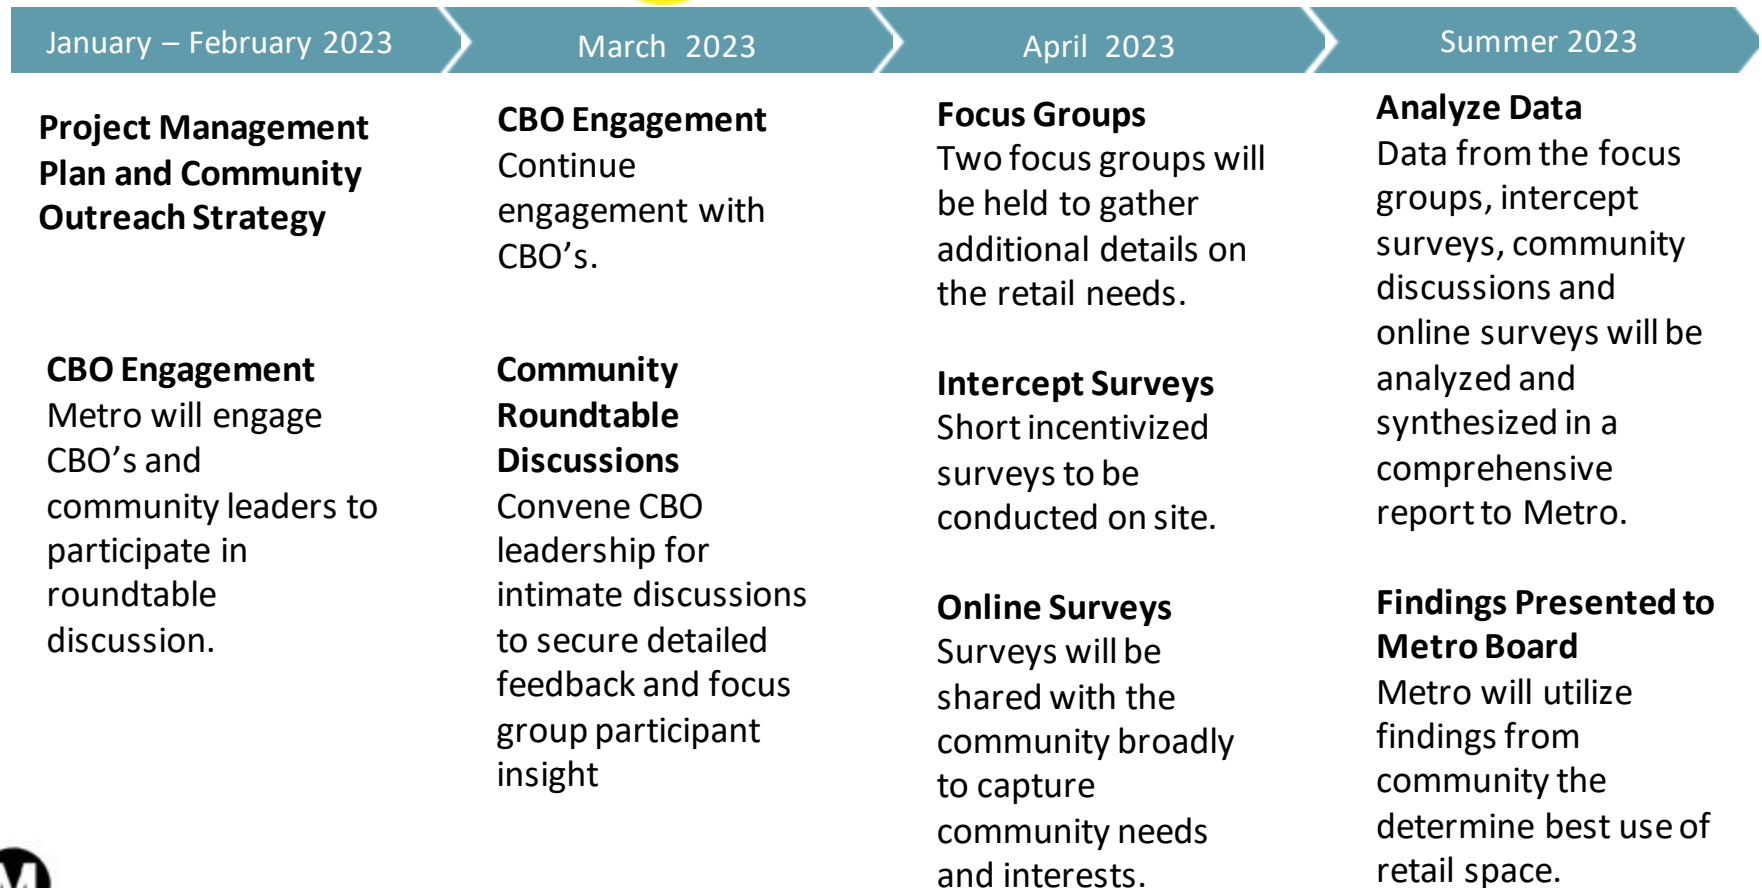 January – February 2023
March 2023
April 2023
Summer 2023
Project Management
Plan and Community
Outreach Strategy
CBO Engagement
Metro will engage
CBO’s and
community leaders to
participate in
roundtable
discussion.
CBO Engagement
Continue
engagement with
CBO’s.
Community
Roundtable
Discussions
Convene CBO
leadership for
intimate discussions
to secure detailed
feedback and focus
group participant
insight
Focus Groups
Two focus groups will
be held to gather
additional details on
the retail needs.
Intercept Surveys
Short incentivized
surveys to be
conducted on site.
Online Surveys
Surveys will be
shared with the
community broadly
to capture
community needs
and interests.
Analyze Data
Data from the focus
groups, intercept
surveys, community
discussions and
online surveys will be
analyzed and
synthesized in a
comprehensive
report to Metro.
Findings Presented to
Metro Board
Metro will utilize
findings from
community the
determine best use of
retail space.
M